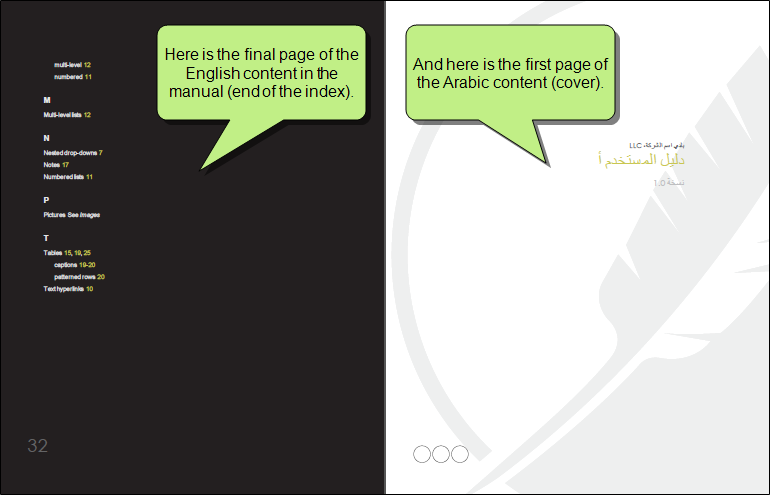 multi-level 12
numbered 11
M
Multi-level lists 12
N
Nested drop-downs 7
Notes 17
Numbered lists 11
P
Pictures See Images
T
Tables 15, 19, 25
captions 19-20
patterned rows 20
Text hyperlinks 10
32
Here is the final page of the
English content in the
manual (end of the index).
And here is the first page of
the Arabic content (cover).
بلدي اسم الشركة، LLC
دليل المستخدم أ
نسخة 1.0